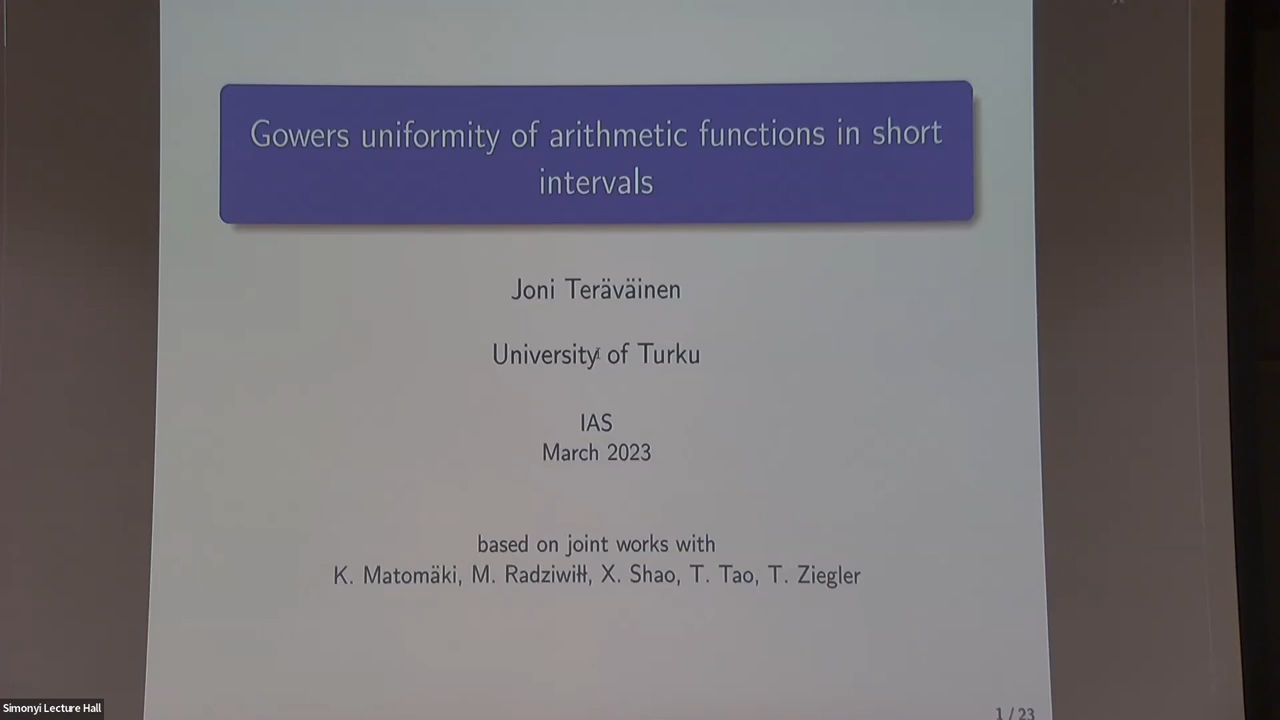 Gowers uniformity of arithmetic functions in short
intervals
Joni Teräväinen
University of Turku
IAS
March 2023
based on joint works with
K. Matomäki, M. Radziwiłł, X. Shao, T. Tao, T. Ziegler
1 / 23
Simonyi Lecture Hall